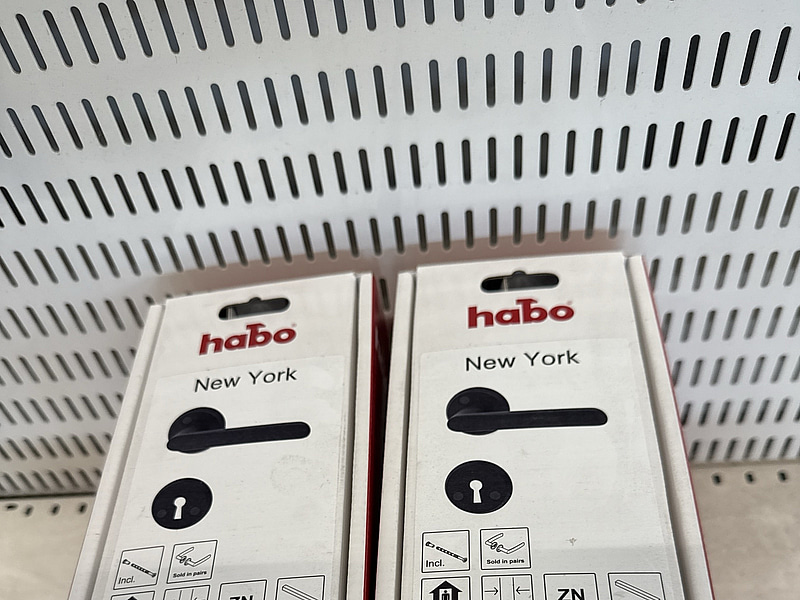 habo
New York
Incl.
Sold in pairs
ZN
habo
New York
Incl.
Sold in pairs
ZN